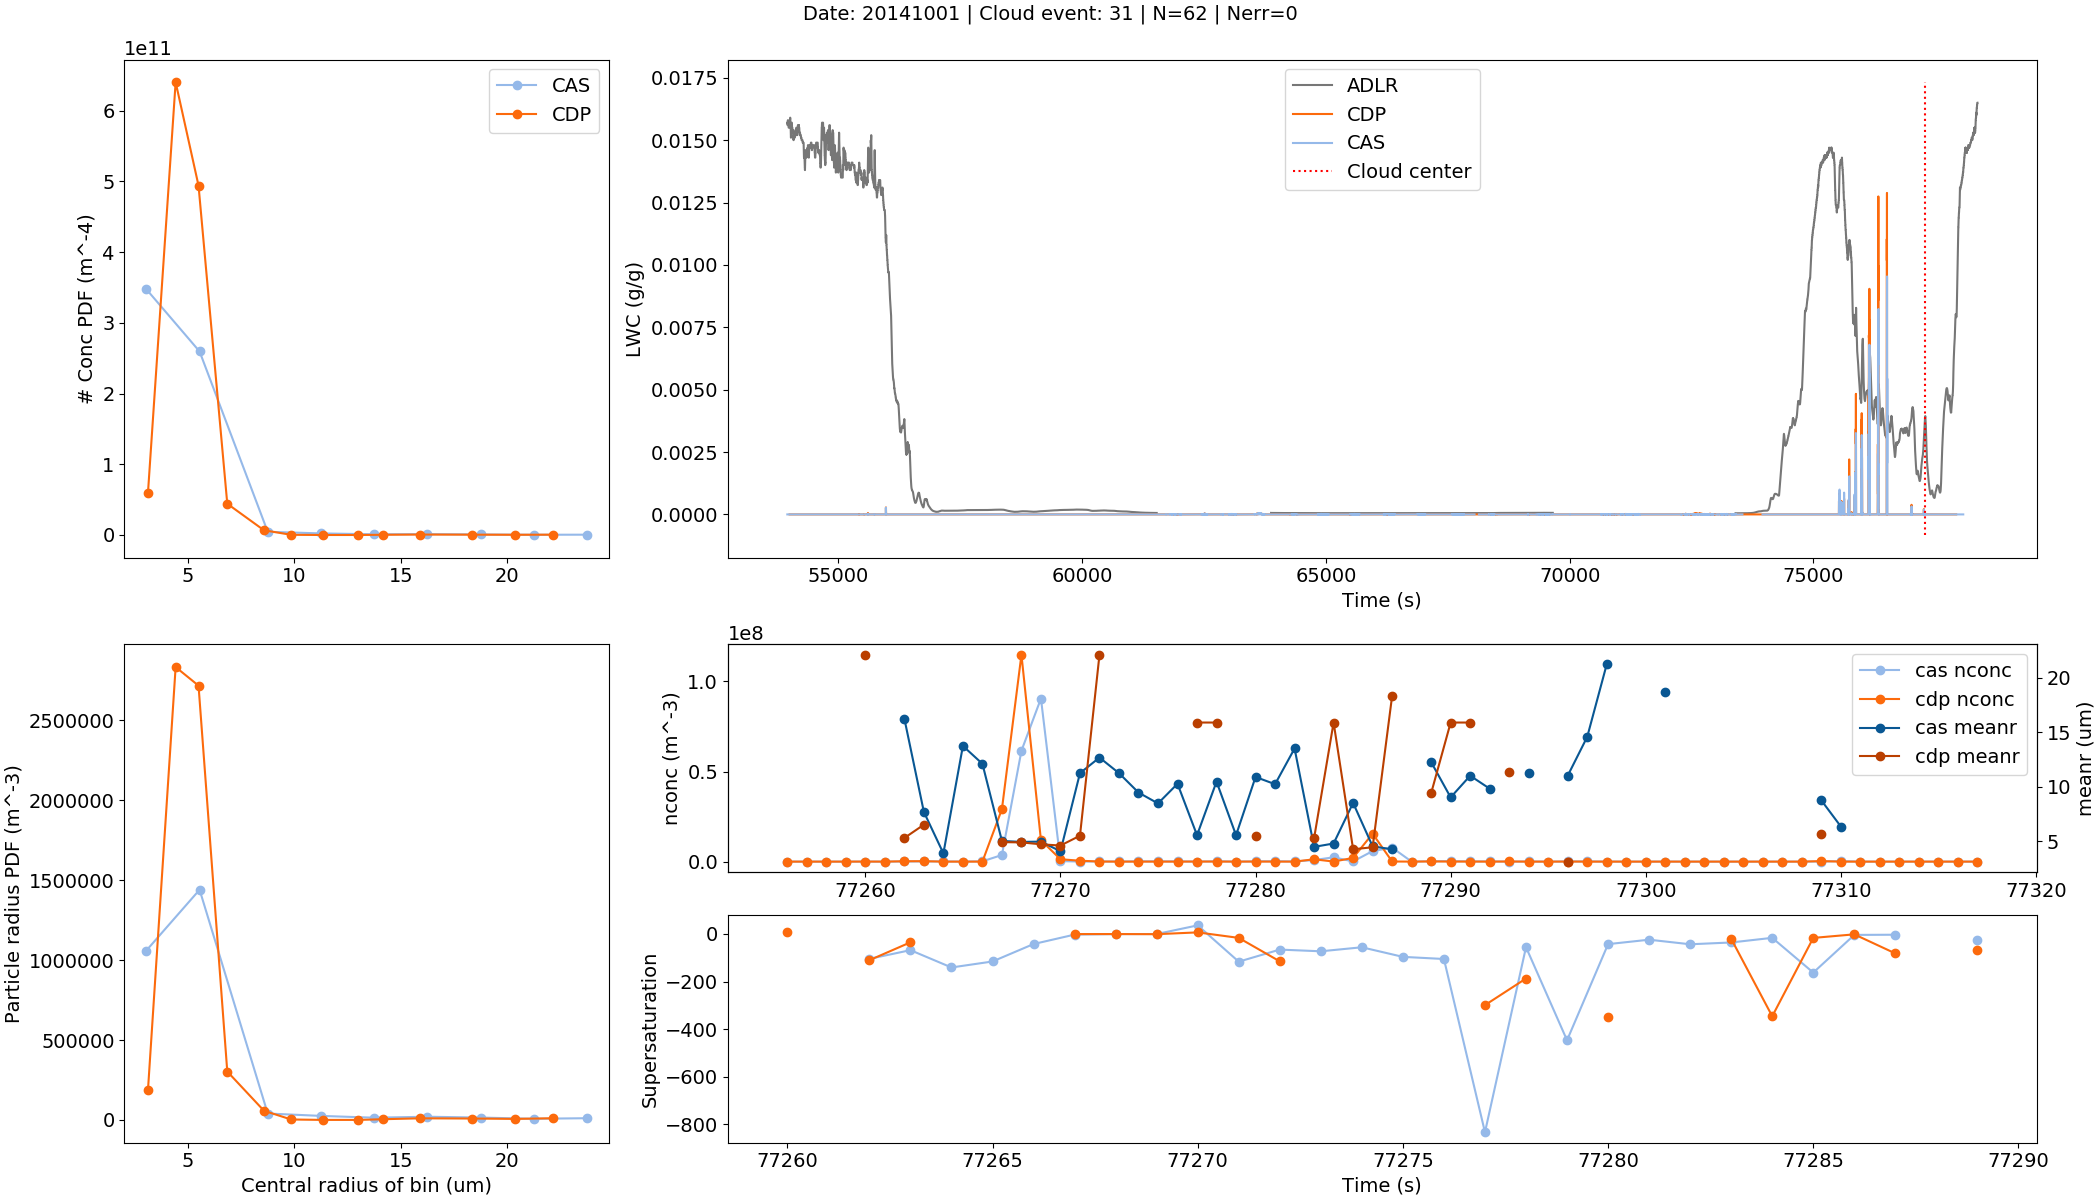 Date: 20141001 | Cloud event: 31 | N=62 | Nerr=0
1e11
# Conc PDF (m^-4)
6
5
4
3
2
1
0
5 10 15 20
CAS
CDP
LWC (g/g)
0.0175
0.0150
0.0125
0.0100
0.0075
0.0050
0.0025
0.0000
55000 60000 65000 70000 75000
Time (s)
ADLR
CDP
CAS
Cloud center
Particle radius PDF (m^-3)
2500000
2000000
1500000
1000000
500000
0
5 10 15 20
Central radius of bin (um)
1e8
nconc (m^-3)
1.0
0.5
0.0
77260 77270 77280 77290 77300 77310 77320
20
15
10
5
meanr (um)
cas nconc
cdp nconc
cas meanr
cdp meanr
Supersaturation
0
−200
−400
−600
−800
77260 77265 77270 77275 77280 77285 77290
Time (s)